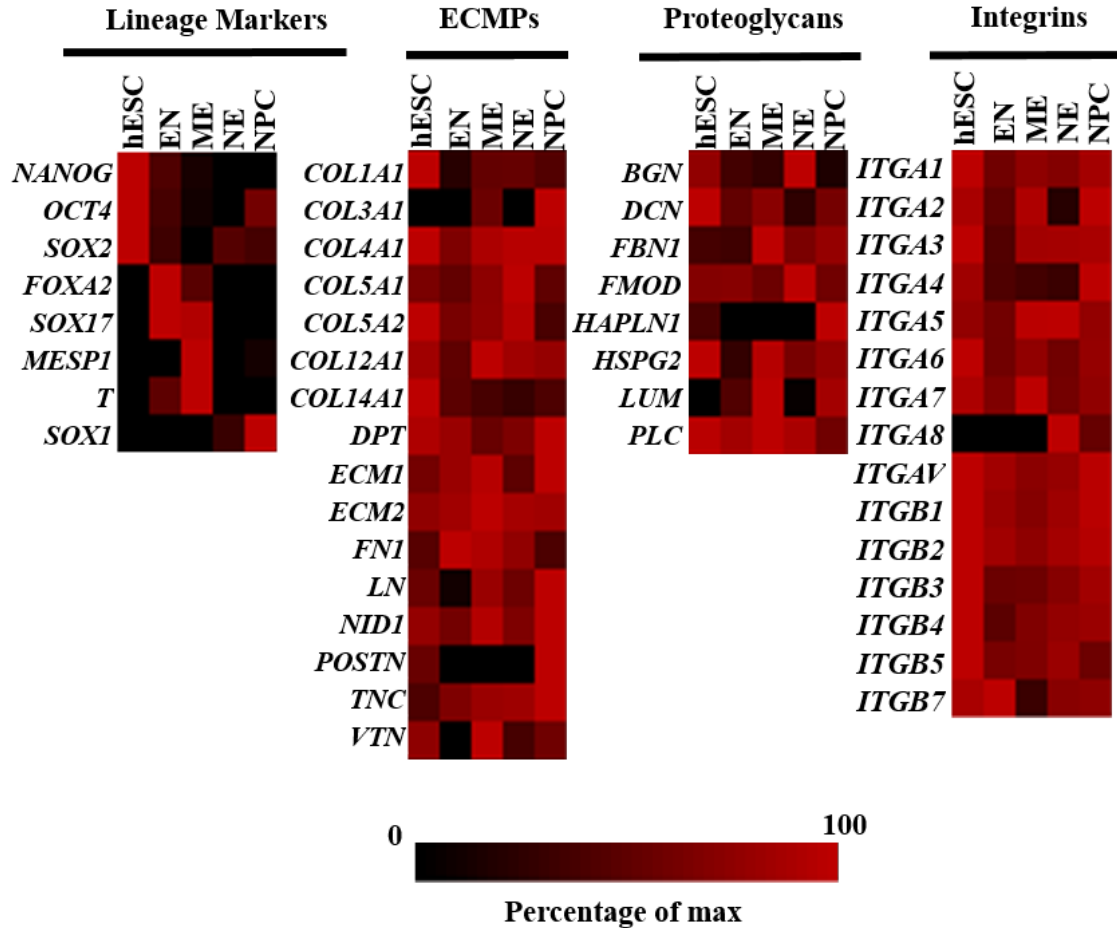 Lineage Markers
ECMPs
Proteoglycans
Integrins
hESC EN ME NE NPC
NANOG
OCT4
SOX2
FOXA2
SOX17
MESP1
T
SOX1
hESC EN ME NE NPC
COL1A1
COL3A1
COL4A1
COL5A1
COL5A2
COL12A1
COL14A1
DPT
ECM1
ECM2
FN1
LN
NID1
POSTN
TNC
VTN
hESC EN ME NE NPC
BGN
DCN
FBN1
FMOD
HAPLN1
HSPG2
LUM
PLC
hESC EN ME NE NPC
ITGA1
ITGA2
ITGA3
ITGA4
ITGA5
ITGA6
ITGA7
ITGA8
ITGAV
ITGB1
ITGB2
ITGB3
ITGB4
ITGB5
ITGB7
0 100
Percentage of max